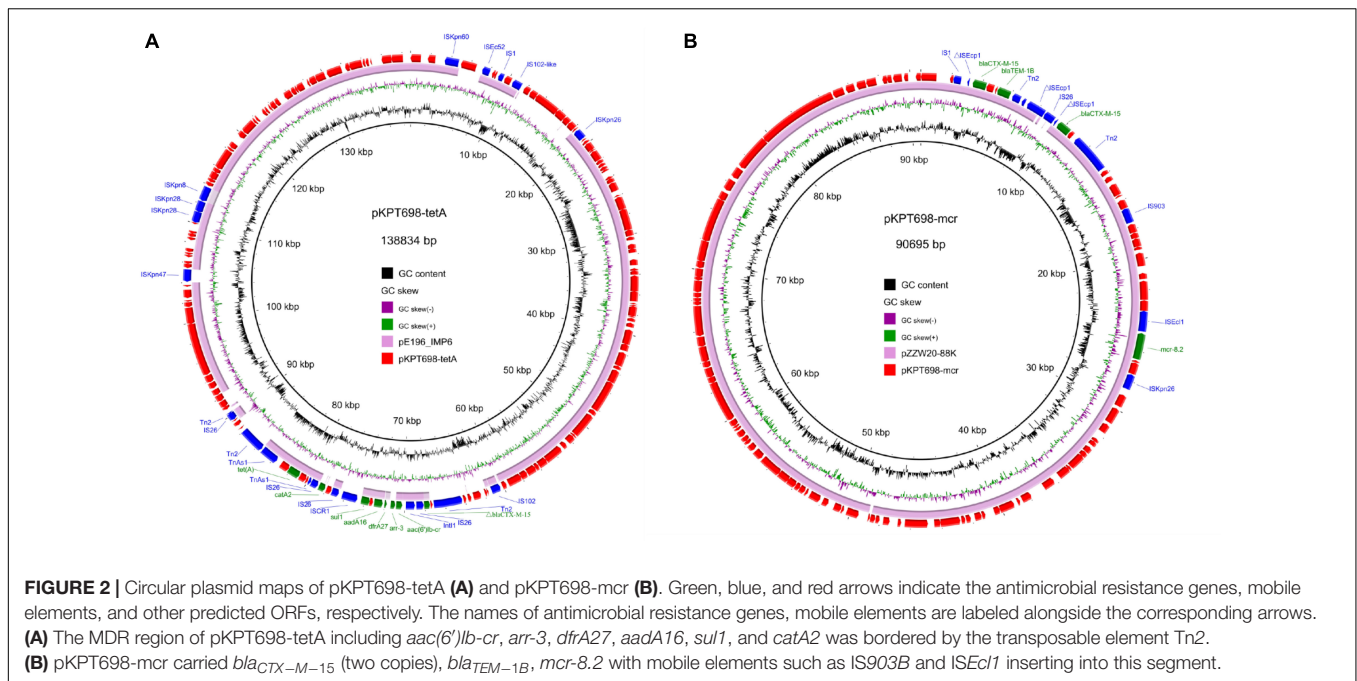 A
ISKpn60
ISEc52
IS1
IS102-like
ISKpn26
ISKpn8
ISKpn28
ISKpn28
ISKpn47
Tn2
IS26
Tn2
TnAs1
tet(A)
TnAs1
IS26
catA2
IS26
ISCR1
sul1
aadA16
dfrA27
arr-3
aac(6')Ib-cr
IntI1
IS26
△blaCTX-M-15
Tn2
IS102
10 kbp
20 kbp
30 kbp
40 kbp
50 kbp
60 kbp
70 kbp
80 kbp
90 kbp
100 kbp
110 kbp
120 kbp
130 kbp
pKPT698-tetA
138834 bp
GC content
GC skew
GC skew(-)
GC skew(+)
pE196_IMP6
pKPT698-tetA
B
IS1
△ISEcp1
blaCTX-M-15
blaTEM-1B
Tn2
△ISEcp1
IS26
△ISEcp1
blaCTX-M-15
Tn2
IS903
ISEcl1
mcr-8.2
ISKpn26
10 kbp
20 kbp
30 kbp
40 kbp
50 kbp
60 kbp
70 kbp
80 kbp
90 kbp
pKPT698-mcr
90695 bp
GC content
GC skew
GC skew(-)
GC skew(+)
pZZW20-88K
pKPT698-mcr
FIGURE 2 | Circular plasmid maps of pKPT698-tetA (A) and pKPT698-mcr (B). Green, blue, and red arrows indicate the antimicrobial resistance genes, mobile
elements, and other predicted ORFs, respectively. The names of antimicrobial resistance genes, mobile elements are labeled alongside the corresponding arrows.
(A) The MDR region of pKPT698-tetA including aac(6′)Ib-cr, arr-3, dfrA27, aadA16, sul1, and catA2 was bordered by the transposable element Tn2.
(B) pKPT698-mcr carried blaCTX−M−15 (two copies), blaTEM−1B, mcr-8.2 with mobile elements such as IS903B and ISEcl1 inserting into this segment.